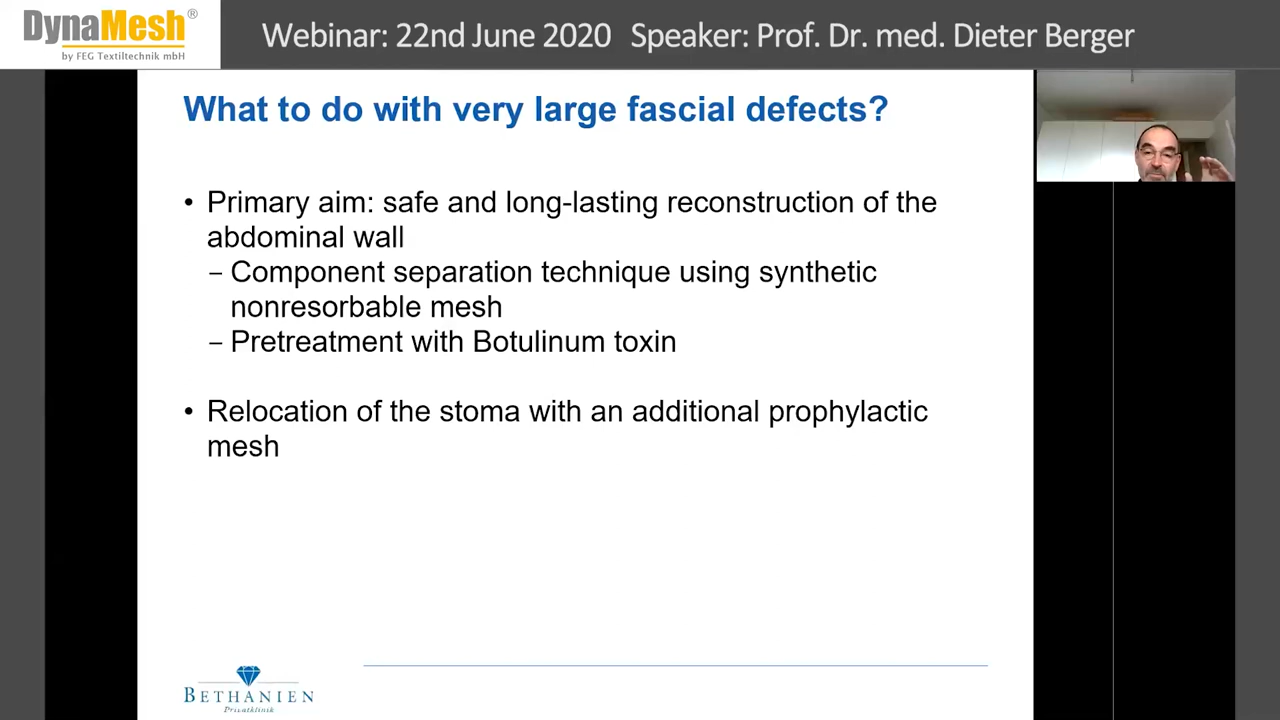 DynaMesh®
by FEG Textiltechnik mbH
Webinar: 22nd June 2020 Speaker: Prof. Dr. med. Dieter Berger
What to do with very large fascial defects?
• Primary aim: safe and long-lasting reconstruction of the
abdominal wall
– Component separation technique using synthetic
nonresorbable mesh
– Pretreatment with Botulinum toxin
• Relocation of the stoma with an additional prophylactic
mesh
BETHANIEN
Privatklinik